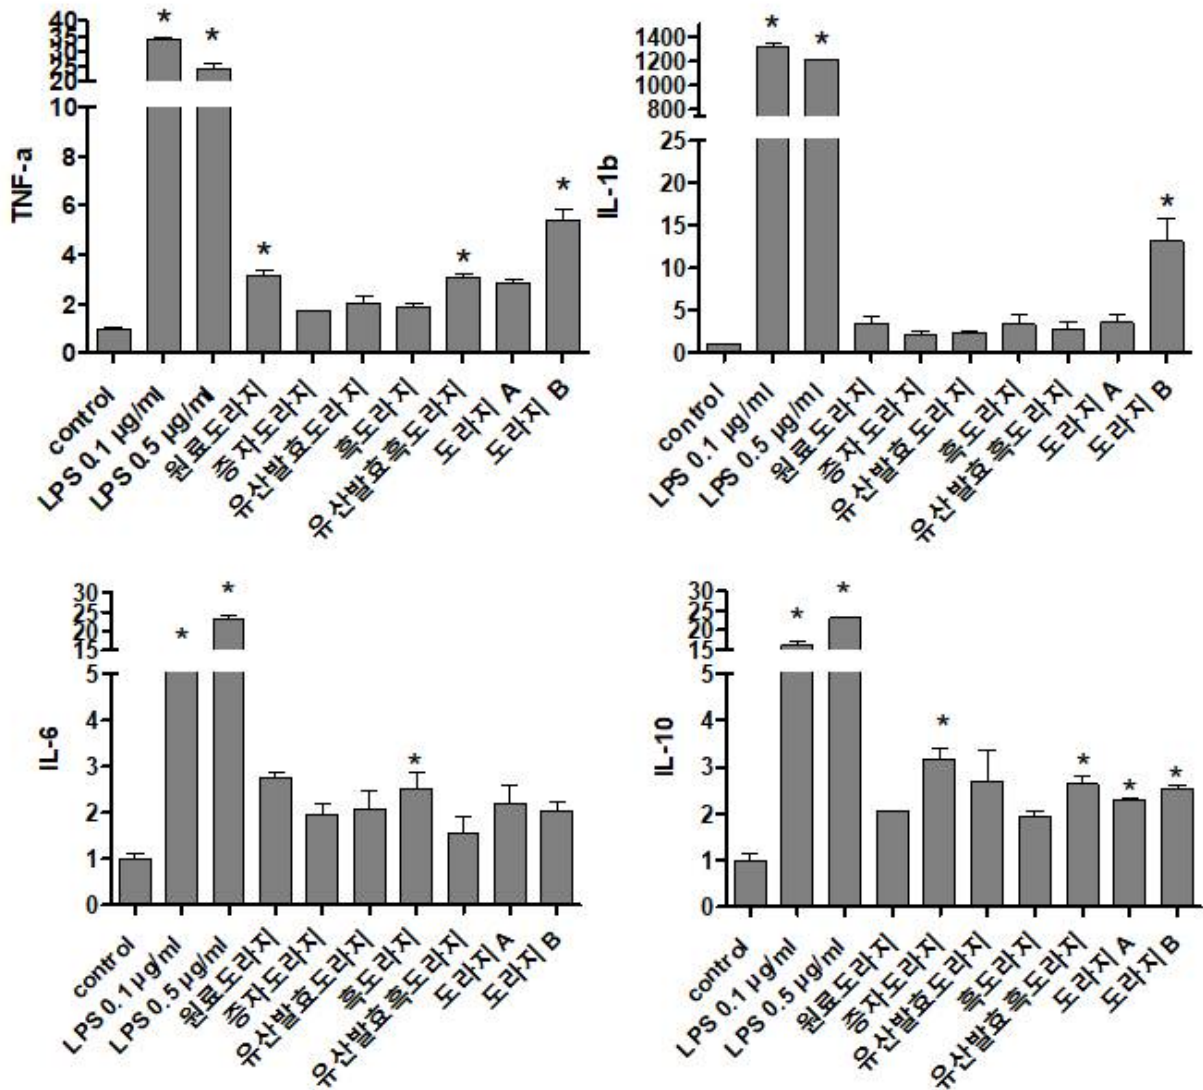 TNF-a
40
35
30
25
20
10
8
6
4
2
0
* * * * *
control
LPS 0.1 µg/ml
LPS 0.5 µg/ml
원료도라지
증자도라지
유산발효도라지
흑도라지
유산발효흑도라지
도라지 A
도라지 B
IL-1b
1400
1200
1000
800
25
20
15
10
5
0
* * *
control
LPS 0.1 µg/ml
LPS 0.5 µg/ml
원료도라지
증자도라지
유산발효도라지
흑도라지
유산발효 흑도라지
도라지 A
도라지 B
IL-6
30
25
20
15
5
4
3
2
1
0
* * *
control
LPS 0.1 µg/ml
LPS 0.5 µg/ml
원료도라지
증자도라지
유산발효도라지
흑도라지
유산발효 흑도라지
도라지 A
도라지 B
IL-10
30
25
20
15
5
4
3
2
1
0
* * * * * *
control
LPS 0.1 µg/ml
LPS 0.5 µg/ml
원료도라지
증자도라지
유산발효도라지
흑도라지
유산발효 흑도라지
도라지 A
도라지 B